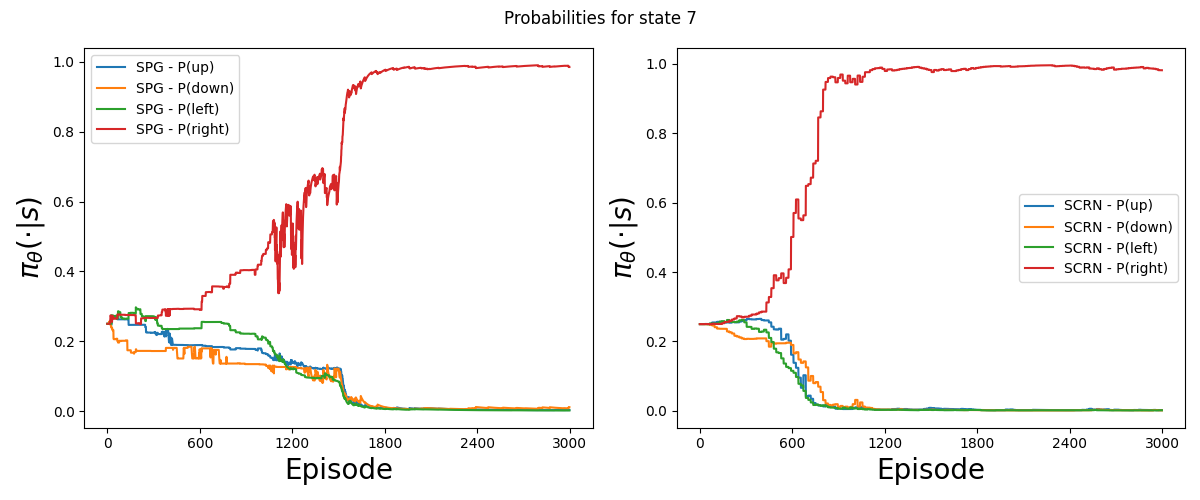 Probabilities for state 7
SPG - P(up)
SPG - P(down)
SPG - P(left)
SPG - P(right)
1.0
0.8
0.6
0.4
0.2
0.0
π_θ(·|s)
0 600 1200 1800 2400 3000
Episode
SCRN - P(up)
SCRN - P(down)
SCRN - P(left)
SCRN - P(right)
1.0
0.8
0.6
0.4
0.2
0.0
π_θ(·|s)
0 600 1200 1800 2400 3000
Episode